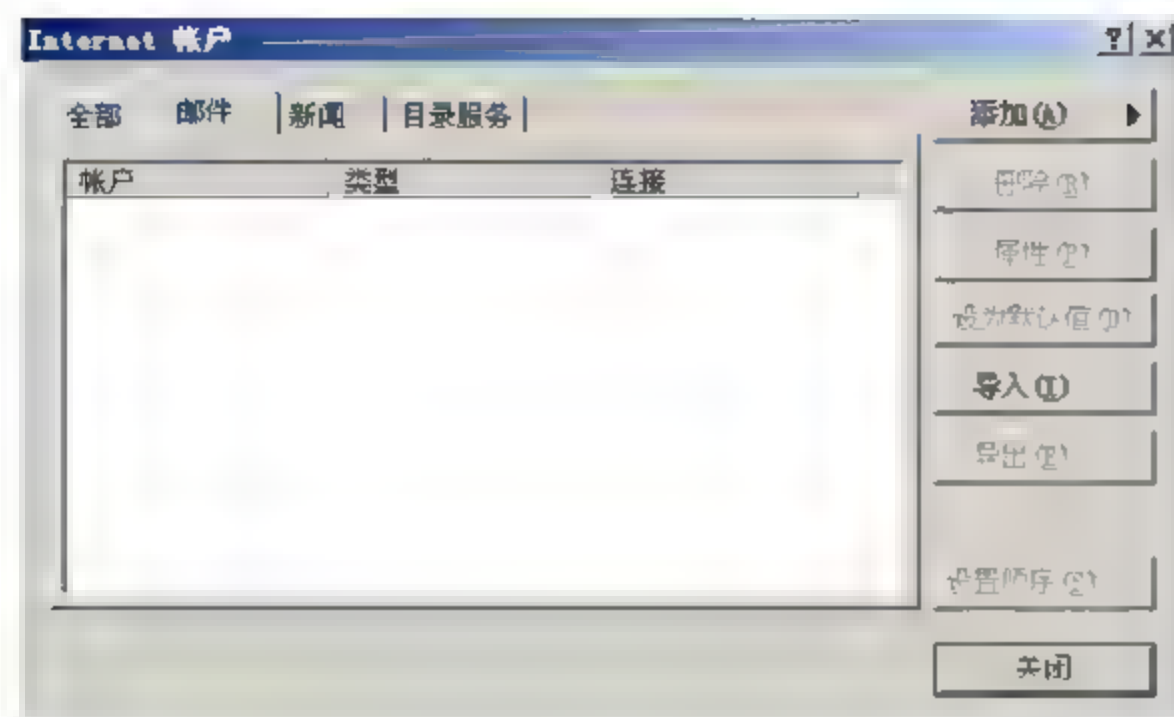 Internet 帐户
全部 邮件 新闻 目录服务
帐户 类型 连接
添加(A)
删除(R)
属性(P)
设为默认值(D)
导入(I)
导出(E)
设置顺序(S)
关闭